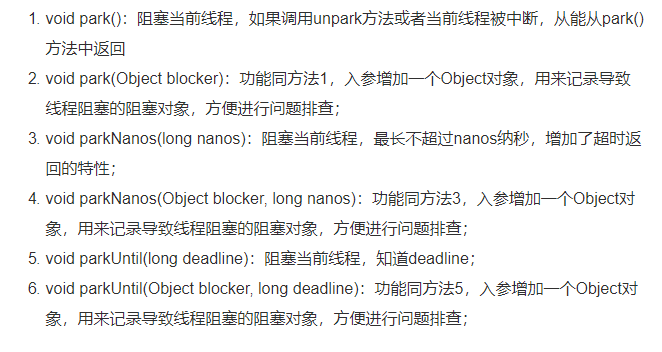 1. void park()：阻塞当前线程，如果调用unpark方法或者当前线程被中断，从能从park()
方法中返回
2. void park(Object blocker)：功能同方法1，入参增加一个Object对象，用来记录导致
线程阻塞的阻塞对象，方便进行问题排查；
3. void parkNanos(long nanos)：阻塞当前线程，最长不超过nanos纳秒，增加了超时返
回的特性；
4. void parkNanos(Object blocker, long nanos)：功能同方法3，入参增加一个Object对
象，用来记录导致线程阻塞的阻塞对象，方便进行问题排查；
5. void parkUntil(long deadline)：阻塞当前线程，知道deadline；
6. void parkUntil(Object blocker, long deadline)：功能同方法5，入参增加一个Object对
象，用来记录导致线程阻塞的阻塞对象，方便进行问题排查；